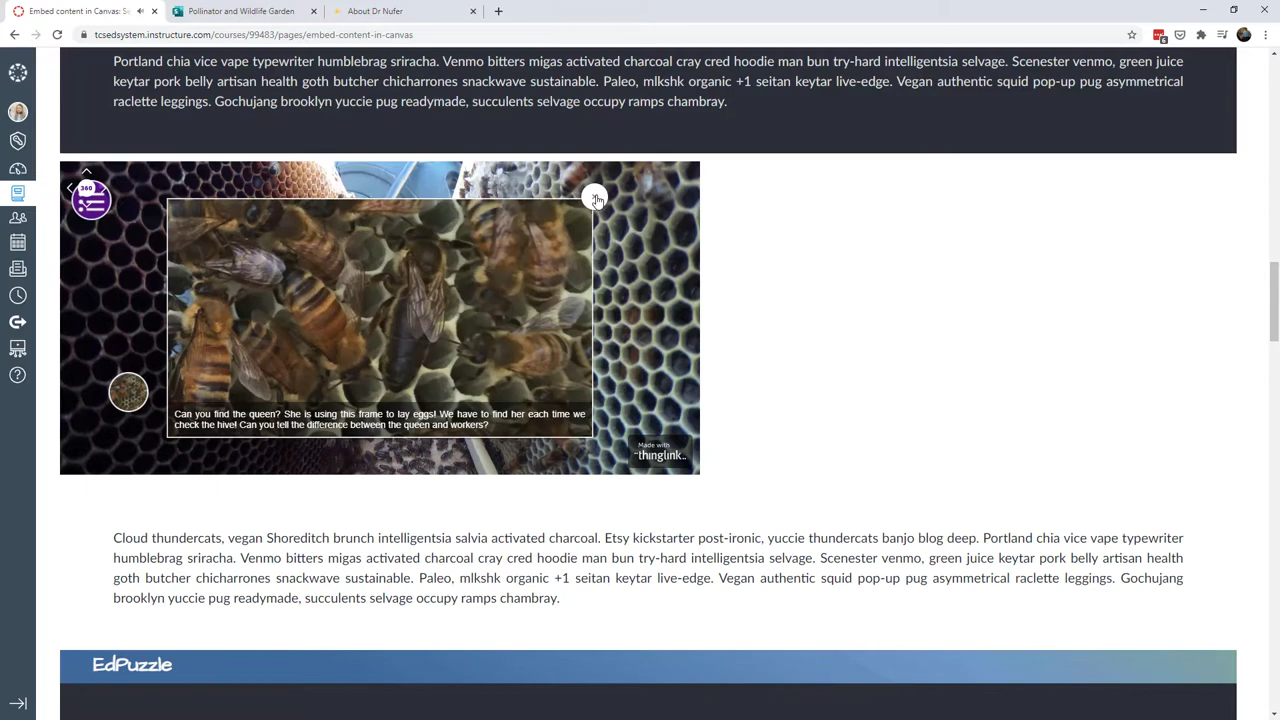 Embed content in Canvas: Se
Pollinator and Wildlife Garden
About Dr Nufer
tcsedsystem.instructure.com/courses/99483/pages/embed-content-in-canvas
6
Portland chia vice vape typewriter humblebrag sriracha. Venmo bitters migas activated charcoal cray cred hoodie man bun try-hard intelligentsia selvage. Scenester venmo, green juice
keytar pork belly artisan health goth butcher chicharrones snackwave sustainable. Paleo, mlkshk organic +1 seitan keytar live-edge. Vegan authentic squid pop-up pug asymmetrical
raclette leggings. Gochujang brooklyn yuccie pug readymade, succulents selvage occupy ramps chambray.
360
Can you find the queen? She is using this frame to lay eggs! We have to find her each time we
check the hive! Can you tell the difference between the queen and workers?
Made with
thinglink..
Cloud thundercats, vegan Shoreditch brunch intelligentsia salvia activated charcoal. Etsy kickstarter post-ironic, yuccie thundercats banjo blog deep. Portland chia vice vape typewriter
humblebrag sriracha. Venmo bitters migas activated charcoal cray cred hoodie man bun try-hard intelligentsia selvage. Scenester venmo, green juice keytar pork belly artisan health
goth butcher chicharrones snackwave sustainable. Paleo, mlkshk organic +1 seitan keytar live-edge. Vegan authentic squid pop-up pug asymmetrical raclette leggings. Gochujang
brooklyn yuccie pug readymade, succulents selvage occupy ramps chambray.
EdPuzzle